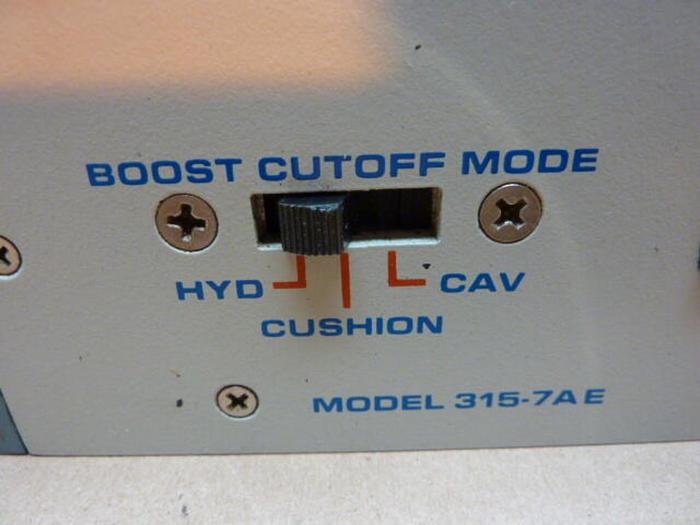 BOOST CUTOFF MODE
HYD CAV
CUSHION
MODEL 315-7AE